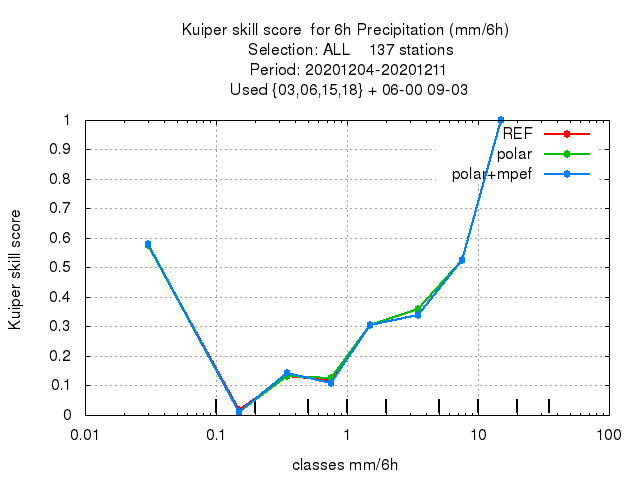 Kuiper skill score  for 6h Precipitation (mm/6h)
Selection: ALL    137 stations
Period: 20201204-20201211
Used {03,06,15,18} + 06-00 09-03
REF
polar
polar+mpef
Kuiper skill score
1
0.9
0.8
0.7
0.6
0.5
0.4
0.3
0.2
0.1
0
0.01 0.1 1 10 100
classes mm/6h